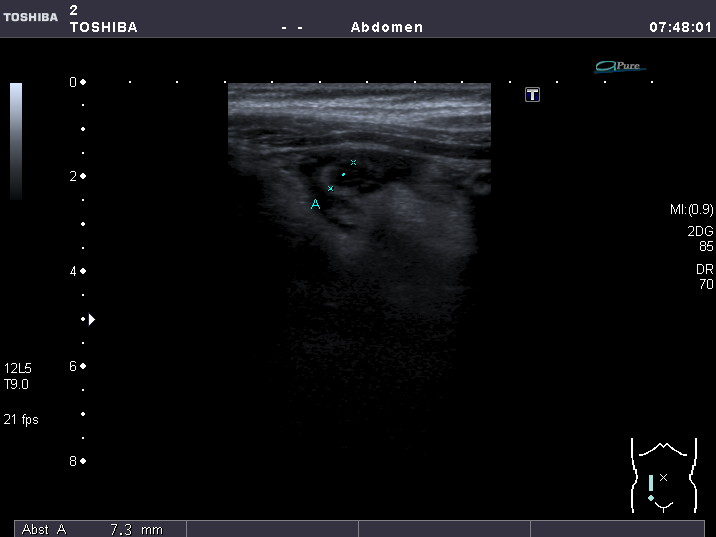 TOSHIBA
2
TOSHIBA - - Abdomen 07:48:01
0
Pure
T
2
A
MI:(0.9)
2DG
85
DR
70
4
12L5
T9.0
6
21 fps
8
Abst A 7.3 mm